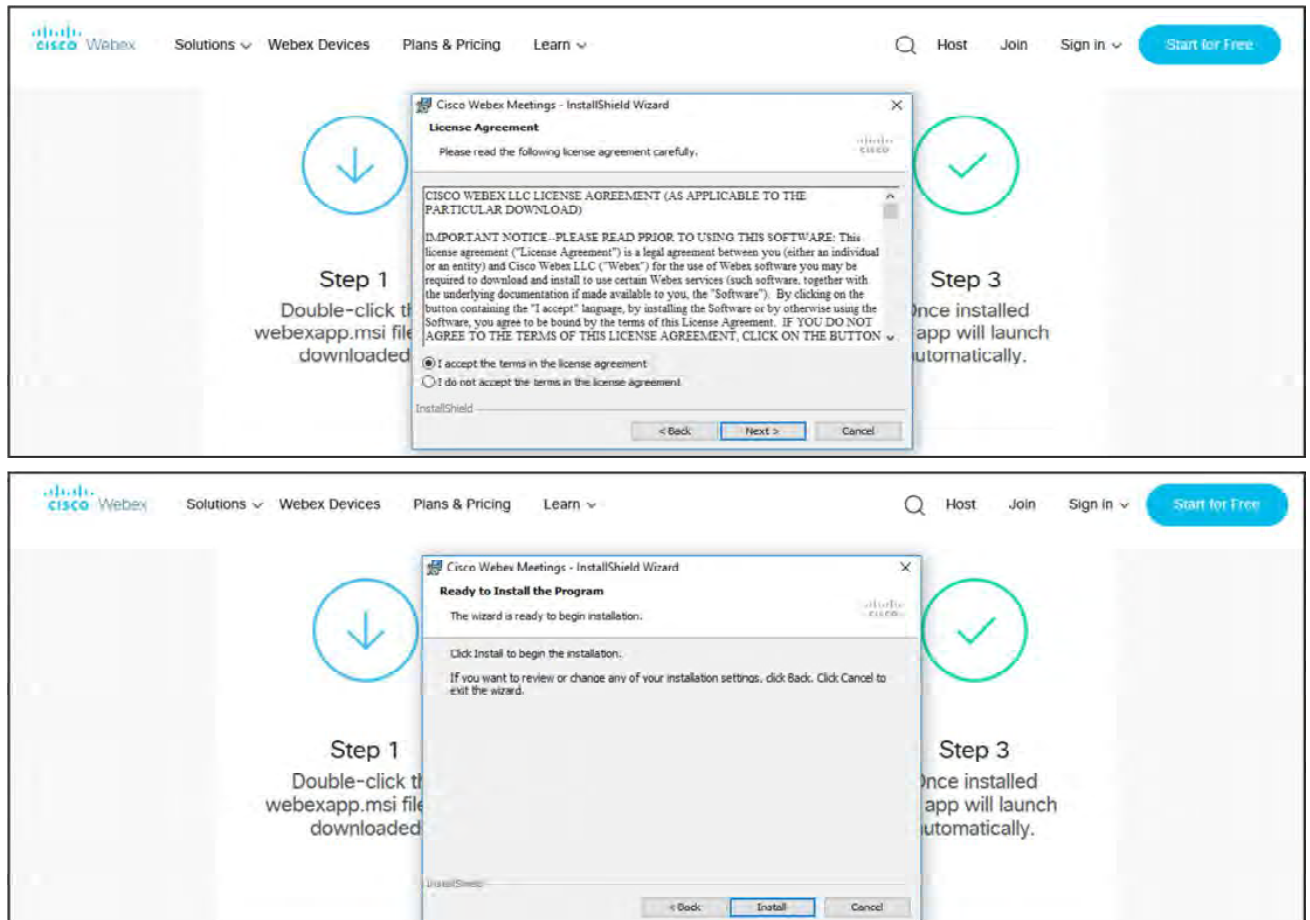 CISCO Webex Solutions Webex Devices Plans & Pricing Learn Host Join Sign in Start for Free
Cisco Webex Meetings - InstallShield Wizard
License Agreement
Please read the following license agreement carefully.
CISCO
CISCO WEBEX LLC LICENSE AGREEMENT (AS APPLICABLE TO THE
PARTICULAR DOWNLOAD)
IMPORTANT NOTICE--PLEASE READ PRIOR TO USING THIS SOFTWARE: This
license agreement ("License Agreement") is a legal agreement between you (either an individual
or an entity) and Cisco Webex LLC ("Webex") for the use of Webex software you may be
required to download and install to use certain Webex services (such software, together with
the underlying documentation if made available to you, the "Software"). By clicking on the
button containing the "I accept" language, by installing the Software or by otherwise using the
Software, you agree to be bound by the terms of this License Agreement. IF YOU DO NOT
AGREE TO THE TERMS OF THIS LICENSE AGREEMENT, CLICK ON THE BUTTON
I accept the terms in the license agreement
I do not accept the terms in the license agreement
InstallShield
< Back Next > Cancel
Step 1
Double-click th
webexapp.msi file
downloaded
Step 3
Once installed
app will launch
automatically.
CISCO Webex Solutions Webex Devices Plans & Pricing Learn Host Join Sign in Start for Free
Cisco Webex Meetings - InstallShield Wizard
Ready to Install the Program
The wizard is ready to begin installation.
CISCO
Click Install to begin the installation.
If you want to review or change any of your installation settings, click Back. Click Cancel to
exit the wizard.
InstallShield
< Back Install Cancel
Step 1
Double-click th
webexapp.msi file
downloaded
Step 3
Once installed
app will launch
automatically.